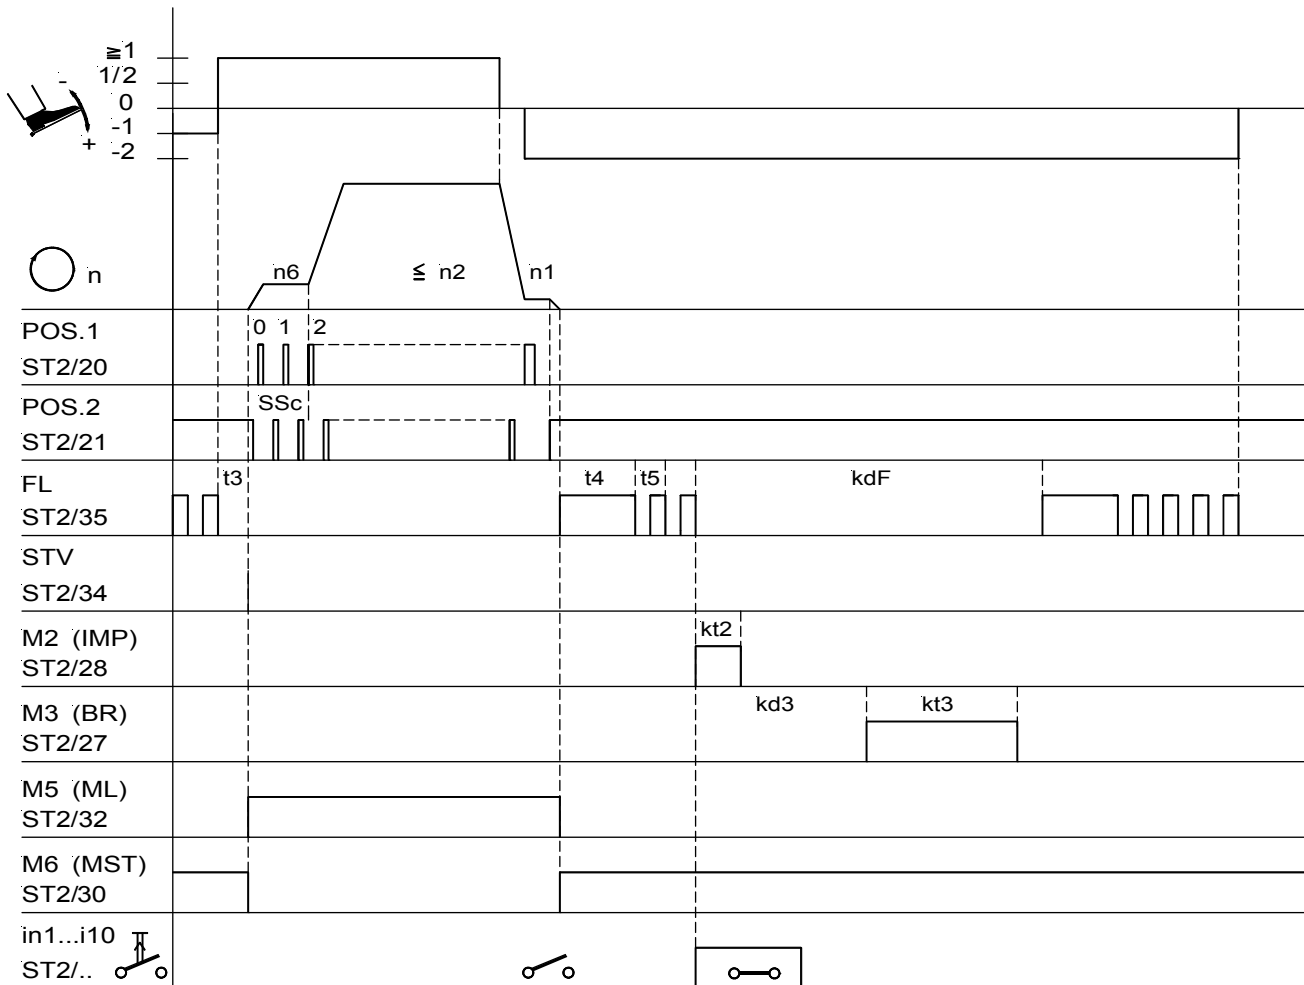 ≧1
1/2
0
-1
-2
-
+
n
n6
≦ n2
n1
POS.1
ST2/20
0 1 2
POS.2
ST2/21
SSc
FL
ST2/35
t3
t4
t5
kdF
STV
ST2/34
M2 (IMP)
ST2/28
kt2
M3 (BR)
ST2/27
kd3
kt3
M5 (ML)
ST2/32
M6 (MST)
ST2/30
in1...i10
ST2/..